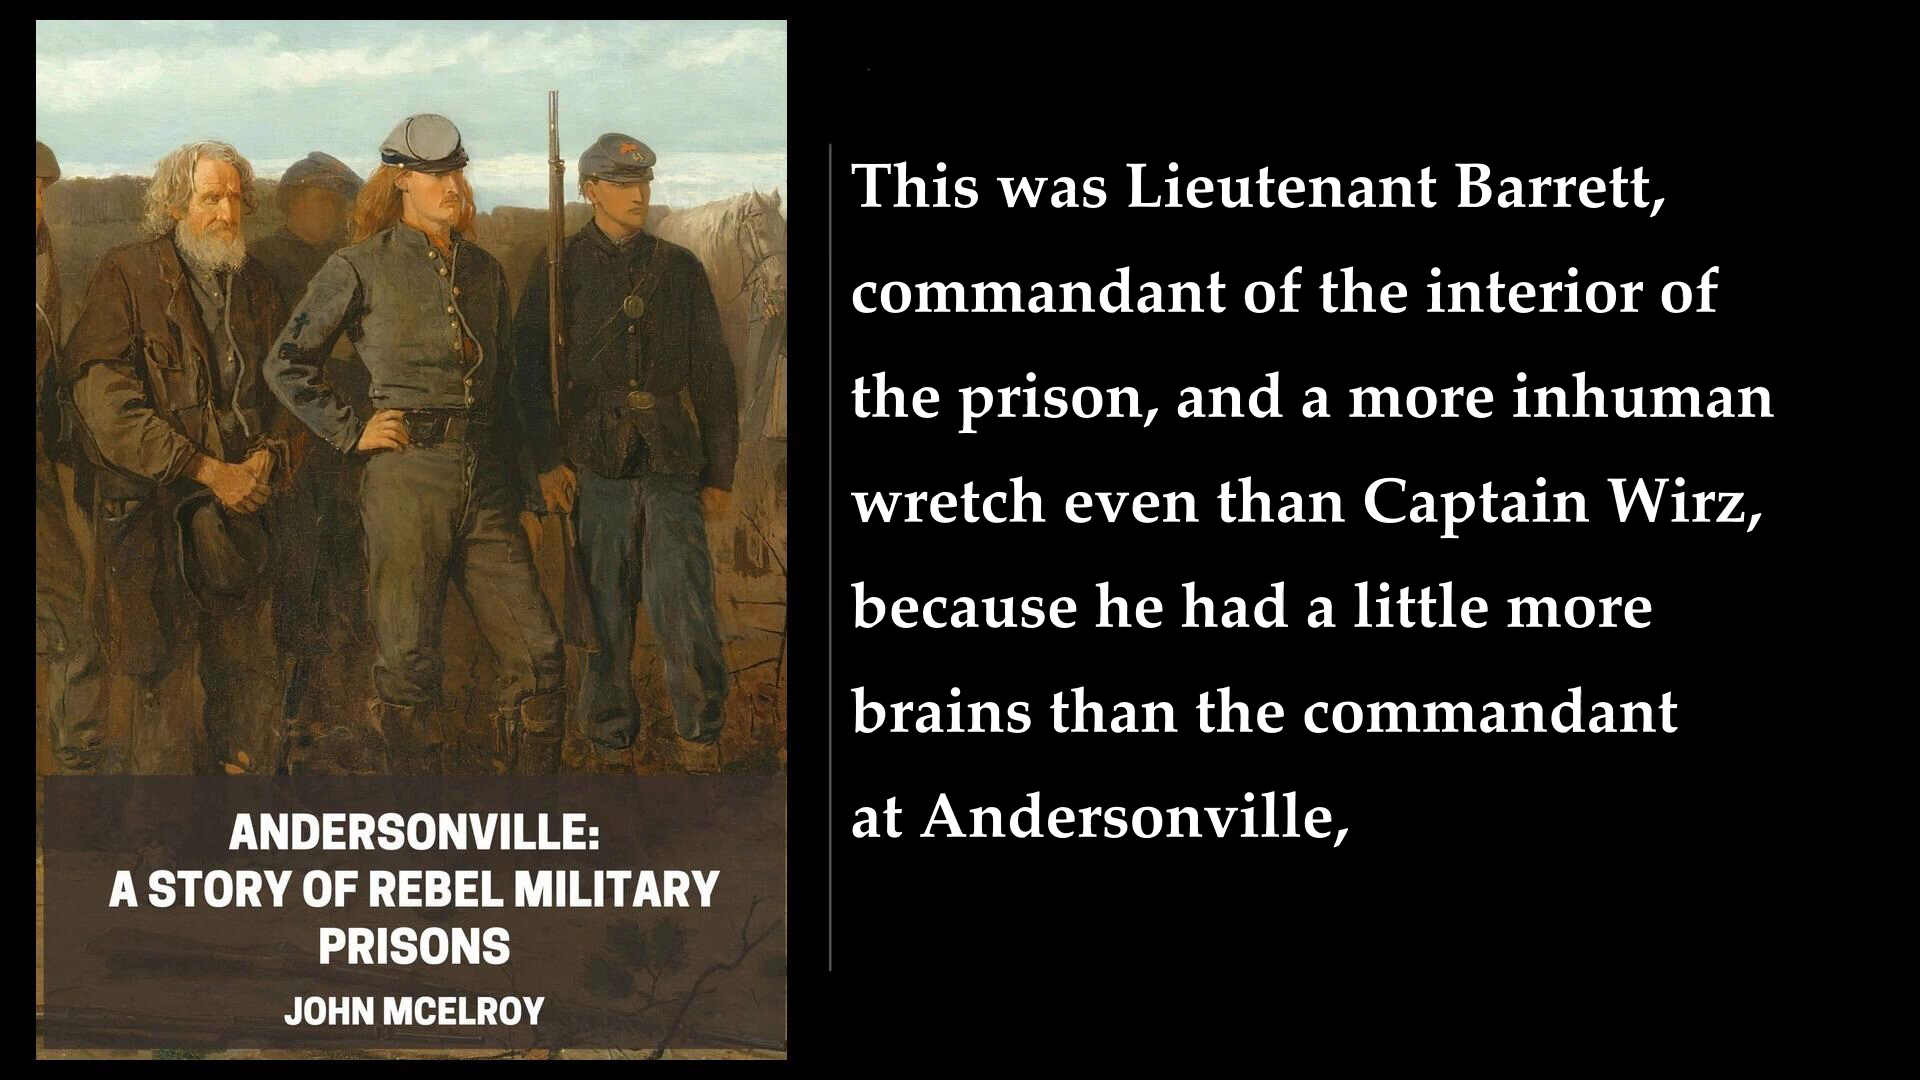 This was Lieutenant Barrett,
commandant of the interior of
the prison, and a more inhuman
wretch even than Captain Wirz,
because he had a little more
brains than the commandant
at Andersonville,
ANDERSONVILLE:
A STORY OF REBEL MILITARY
PRISONS
JOHN MCELROY